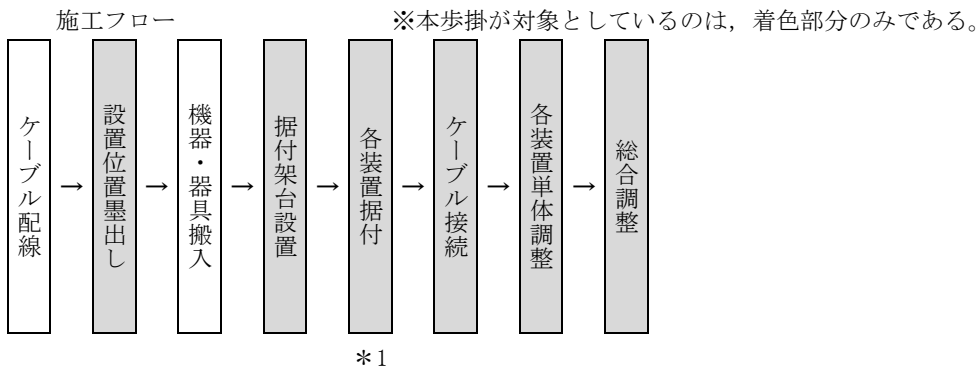 施工フロー
※本歩掛が対象としているのは，着色部分のみである。
ケーブル配線
→
設置位置墨出し
→
機器・器具搬入
→
据付架台設置
→
各装置据付
→
ケーブル接続
→
各装置単体調整
→
総合調整
＊1